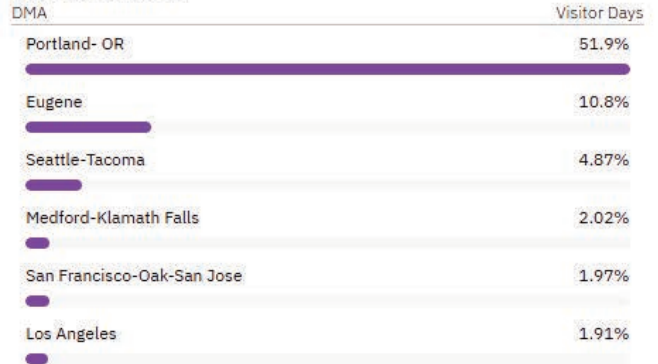 DMA Visitor Days
Portland- OR 51.9%
Eugene 10.8%
Seattle-Tacoma 4.87%
Medford-Klamath Falls 2.02%
San Francisco-Oak-San Jose 1.97%
Los Angeles 1.91%